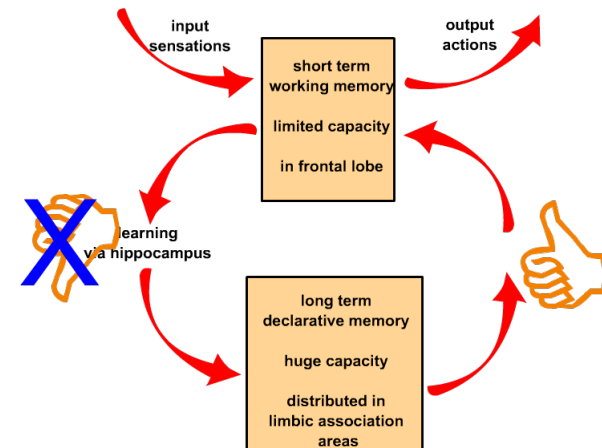 input
sensations
output
actions
short term
working memory
limited capacity
in frontal lobe
learning
via hippocampus
long term
declarative memory
huge capacity
distributed in
limbic association
areas